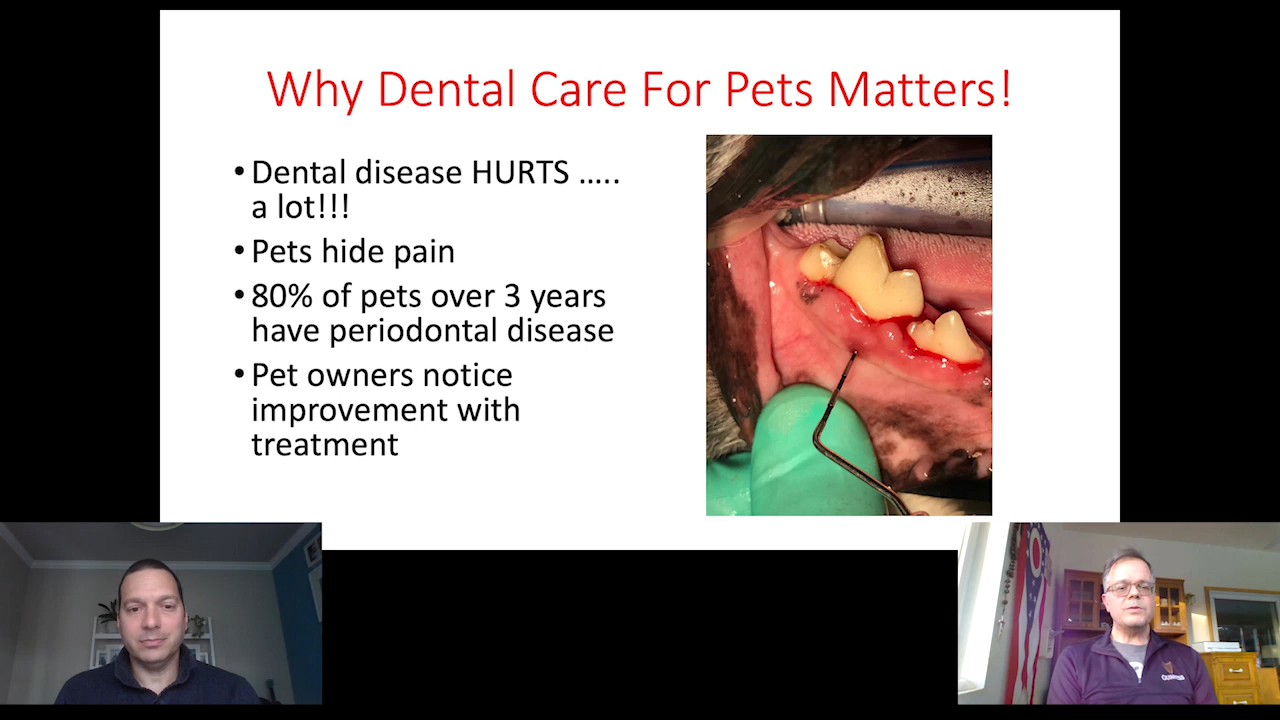 Why Dental Care For Pets Matters!
• Dental disease HURTS …..
a lot!!!
• Pets hide pain
• 80% of pets over 3 years
have periodontal disease
• Pet owners notice
improvement with
treatment
GUINNESS